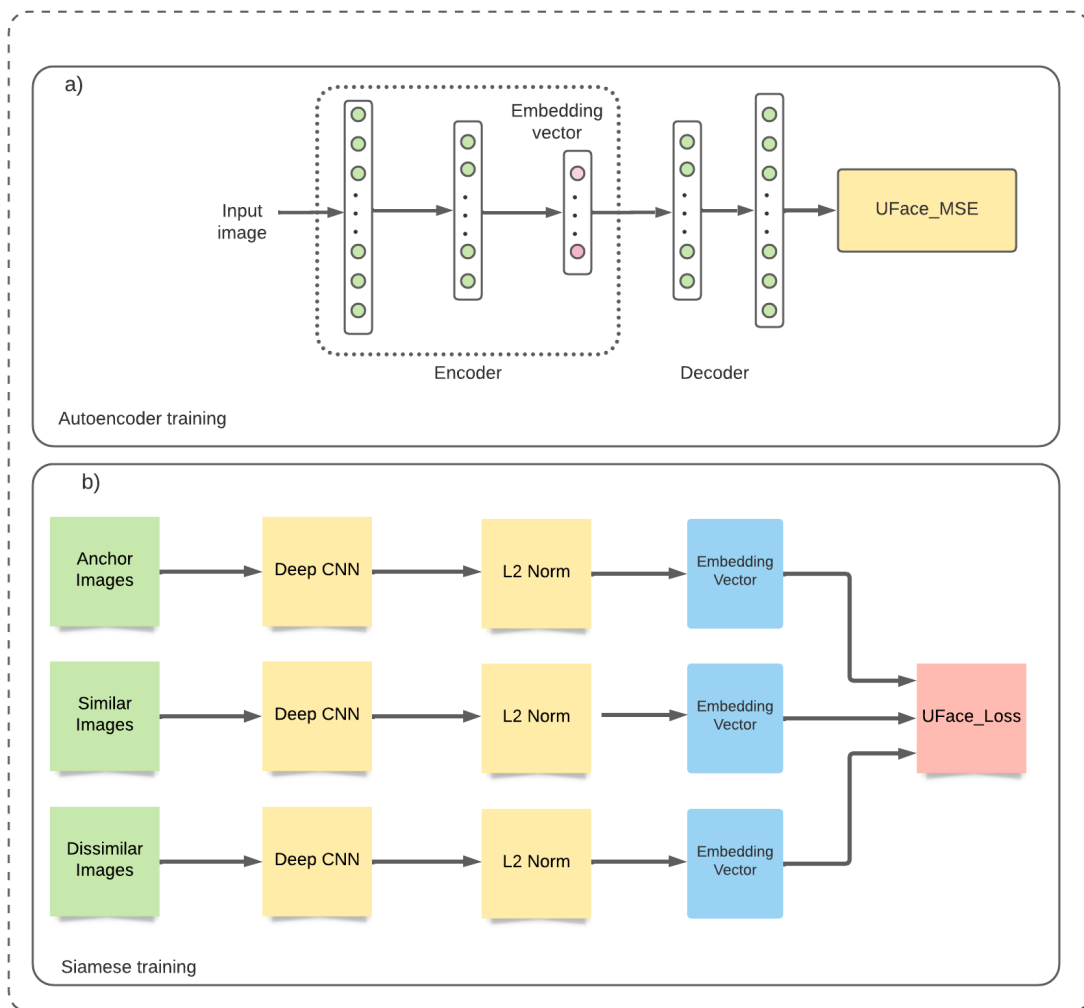 a)
Embedding
vector
Input
image
UFace_MSE
Encoder
Decoder
Autoencoder training
b)
Anchor
Images
Deep CNN
L2 Norm
Embedding
Vector
Similar
Images
Deep CNN
L2 Norm
Embedding
Vector
UFace_Loss
Dissimilar
Images
Deep CNN
L2 Norm
Embedding
Vector
Siamese training